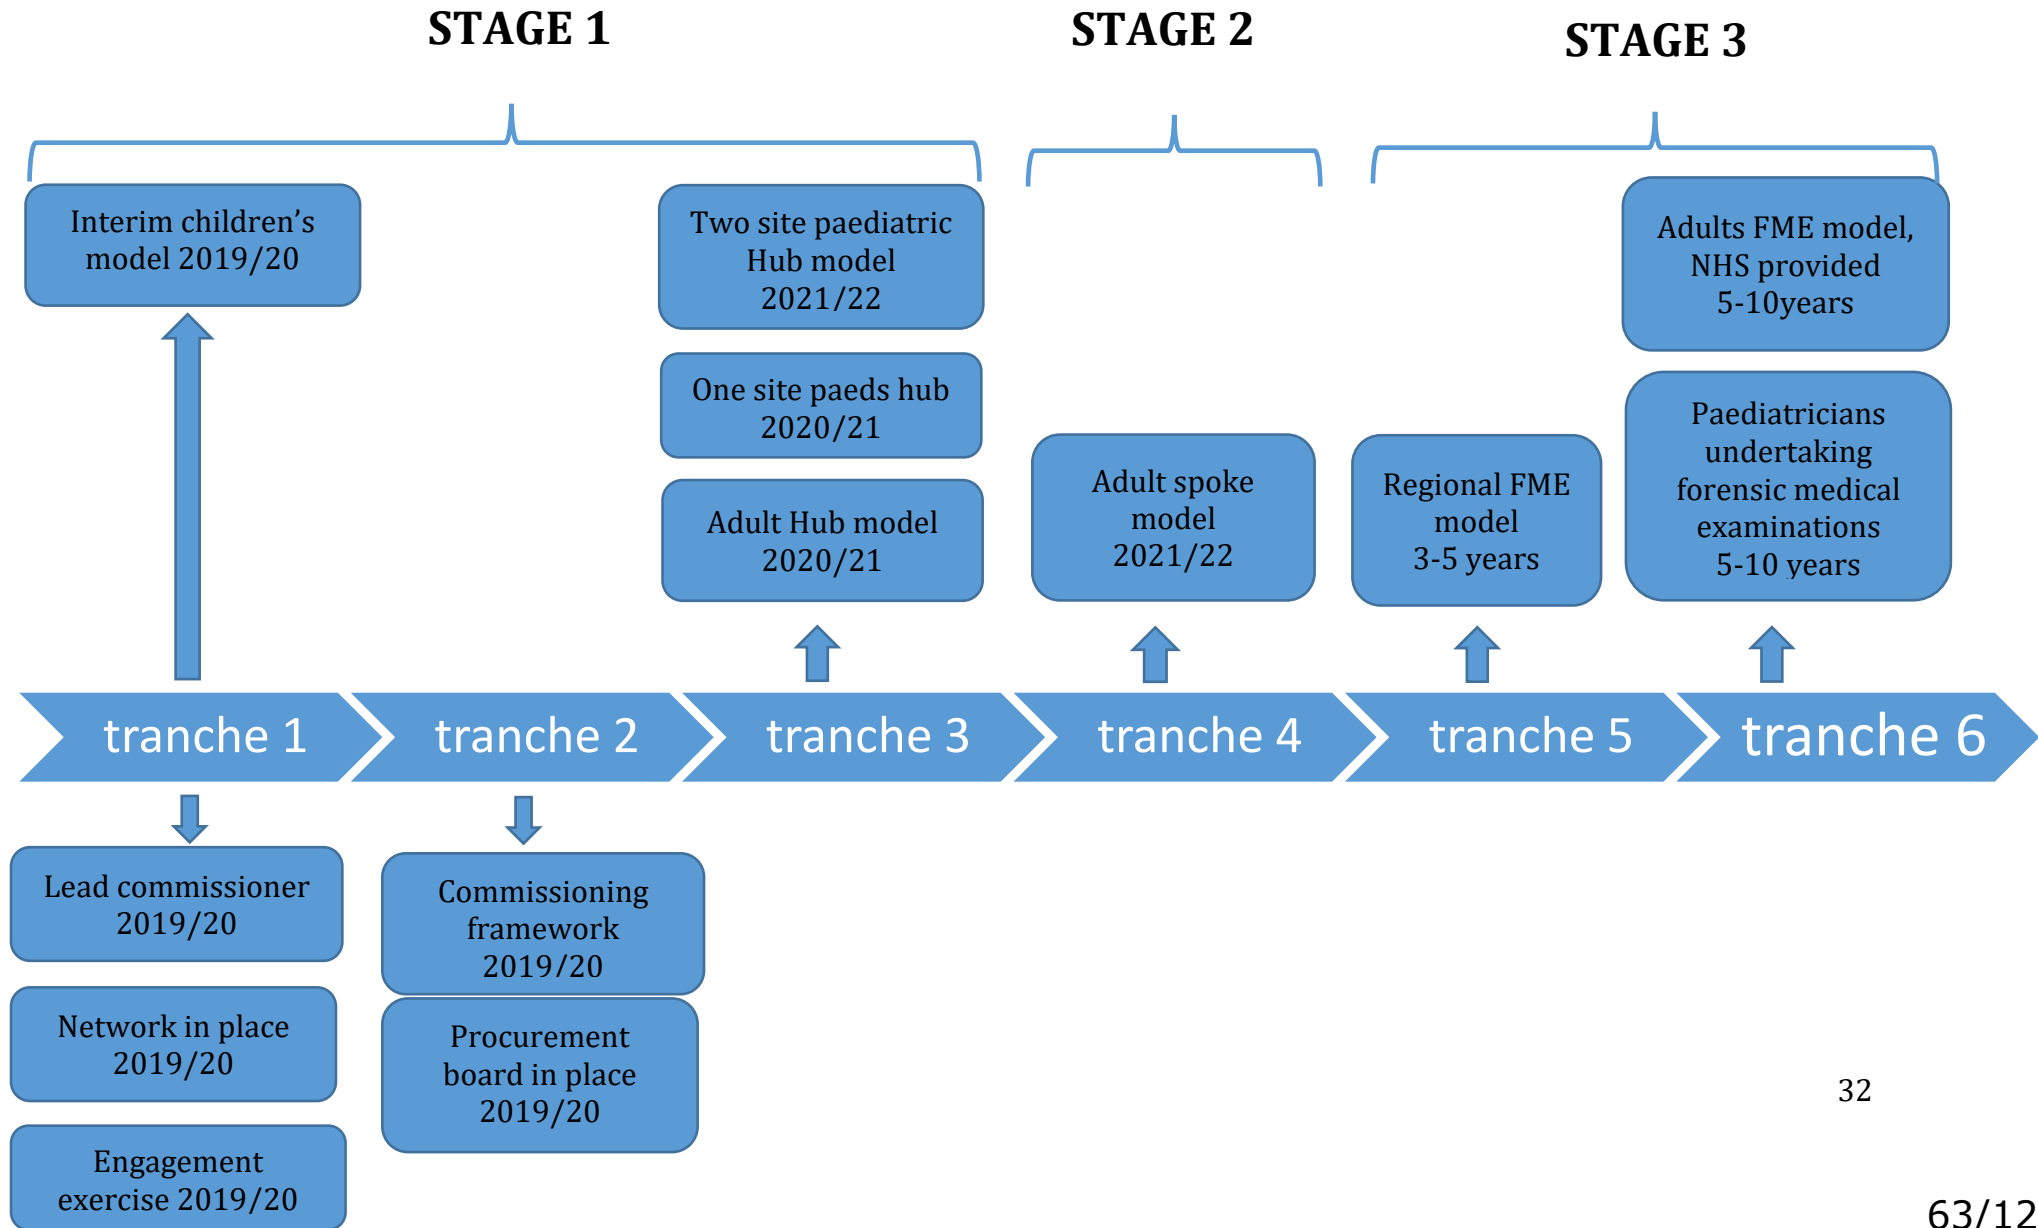 STAGE 1
STAGE 2
STAGE 3
Interim children’s
model 2019/20
Two site paediatric
Hub model
2021/22
One site paeds hub
2020/21
Adult Hub model
2020/21
Adult spoke
model
2021/22
Regional FME
model
3-5 years
Adults FME model,
NHS provided
5-10years
Paediatricians
undertaking
forensic medical
examinations
5-10 years
tranche 1
tranche 2
tranche 3
tranche 4
tranche 5
tranche 6
Lead commissioner
2019/20
Network in place
2019/20
Engagement
exercise 2019/20
Commissioning
framework
2019/20
Procurement
board in place
2019/20
32
63/12